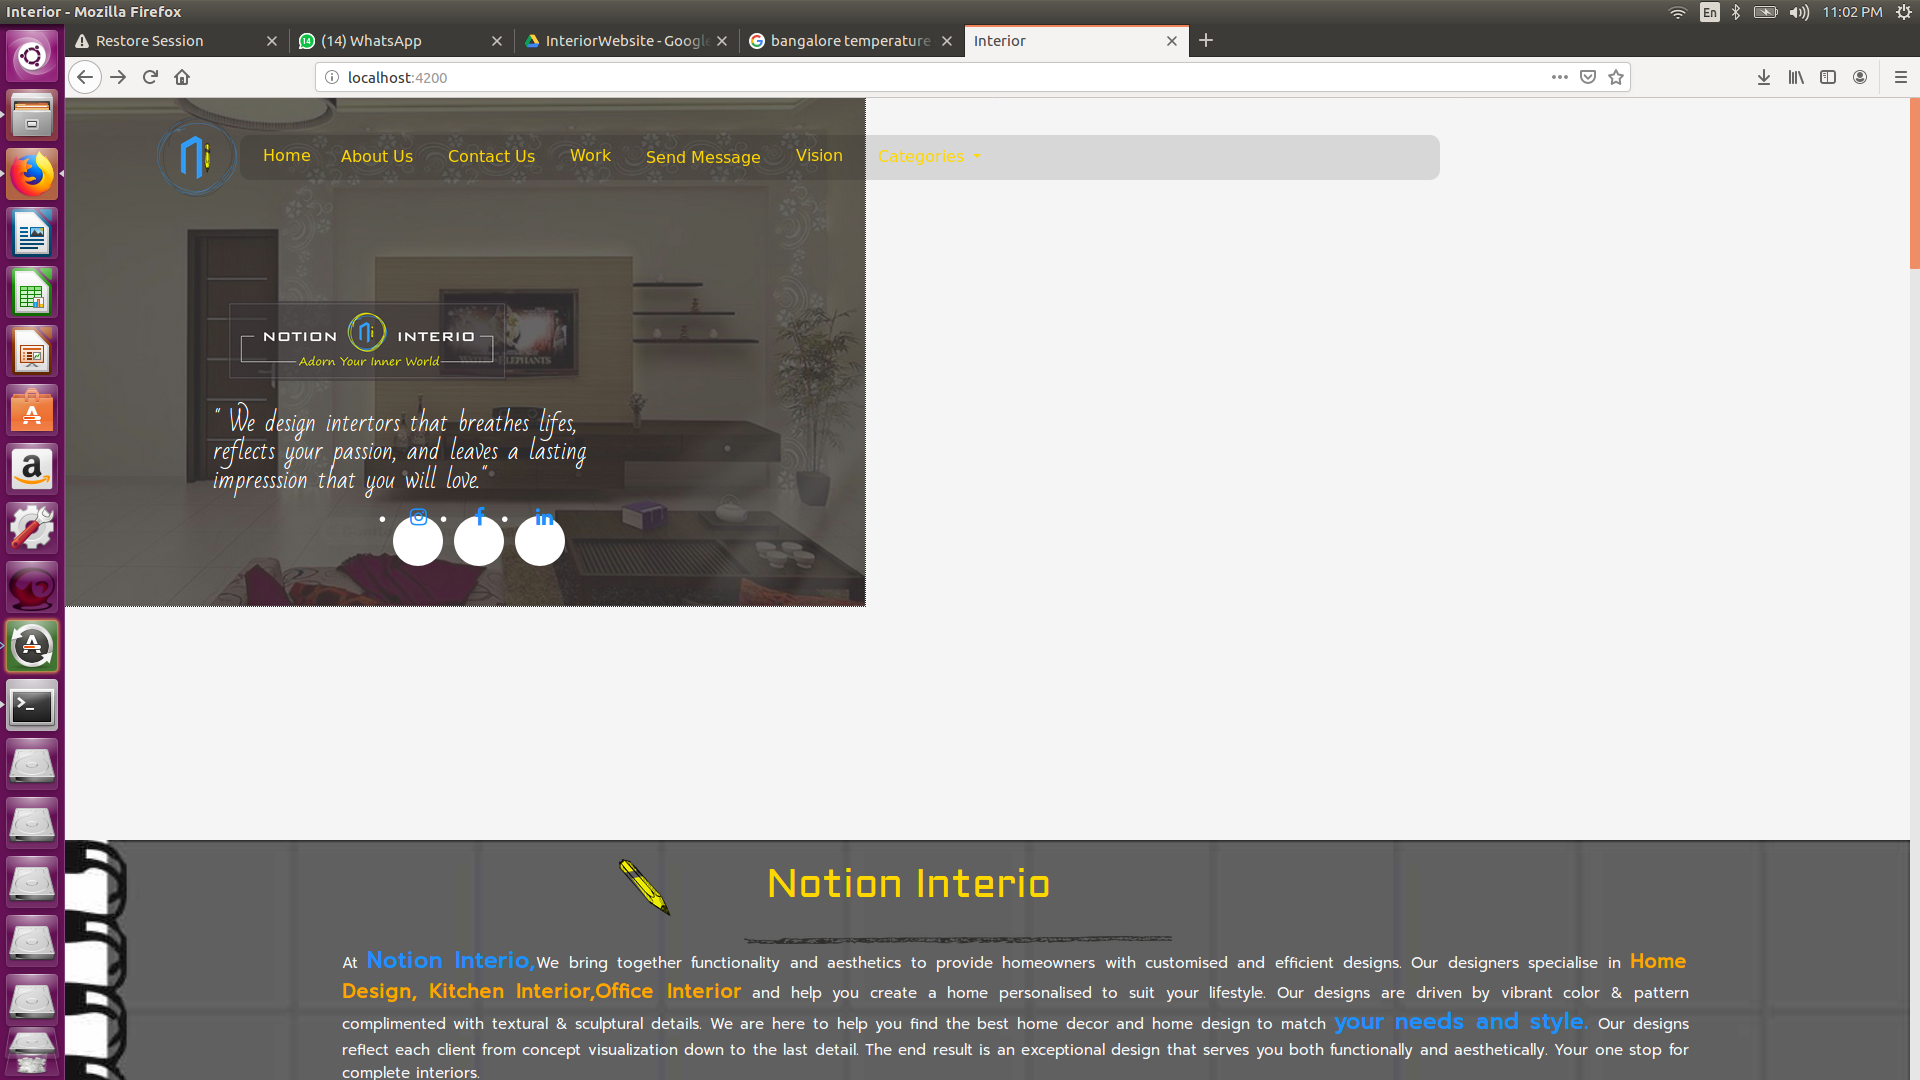 Interior - Mozilla Firefox
En
11:02 PM
Restore Session
(14) WhatsApp
InteriorWebsite - Google
bangalore temperature
Interior
localhost:4200
Home
About Us
Contact Us
Work
Send Message
Vision
Categories
NOTION
INTERIO
Adorn Your Inner World
" We design intertors that breathes lifes,
reflects your passion, and leaves a lasting
impresssion that you will love."
Notion Interio
At Notion Interio,We bring together functionality and aesthetics to provide homeowners with customised and efficient designs. Our designers specialise in Home
Design, Kitchen Interior,Office Interior and help you create a home personalised to suit your lifestyle. Our designs are driven by vibrant color & pattern
complimented with textural & sculptural details. We are here to help you find the best home decor and home design to match your needs and style. Our designs
reflect each client from concept visualization down to the last detail. The end result is an exceptional design that serves you both functionally and aesthetically. Your one stop for
complete interiors.